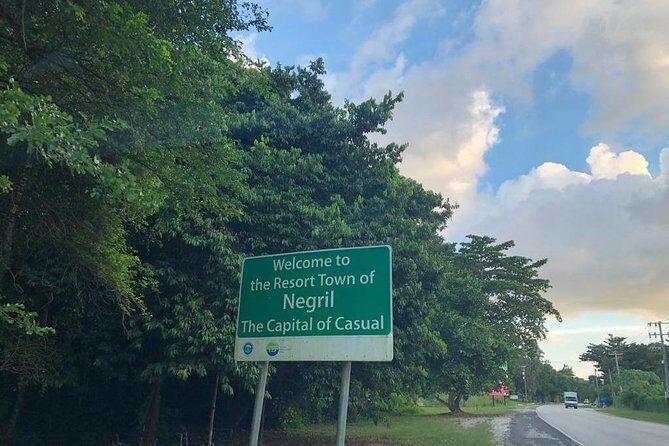 Welcome to
the Resort Town of
Negril
The Capital of Casual